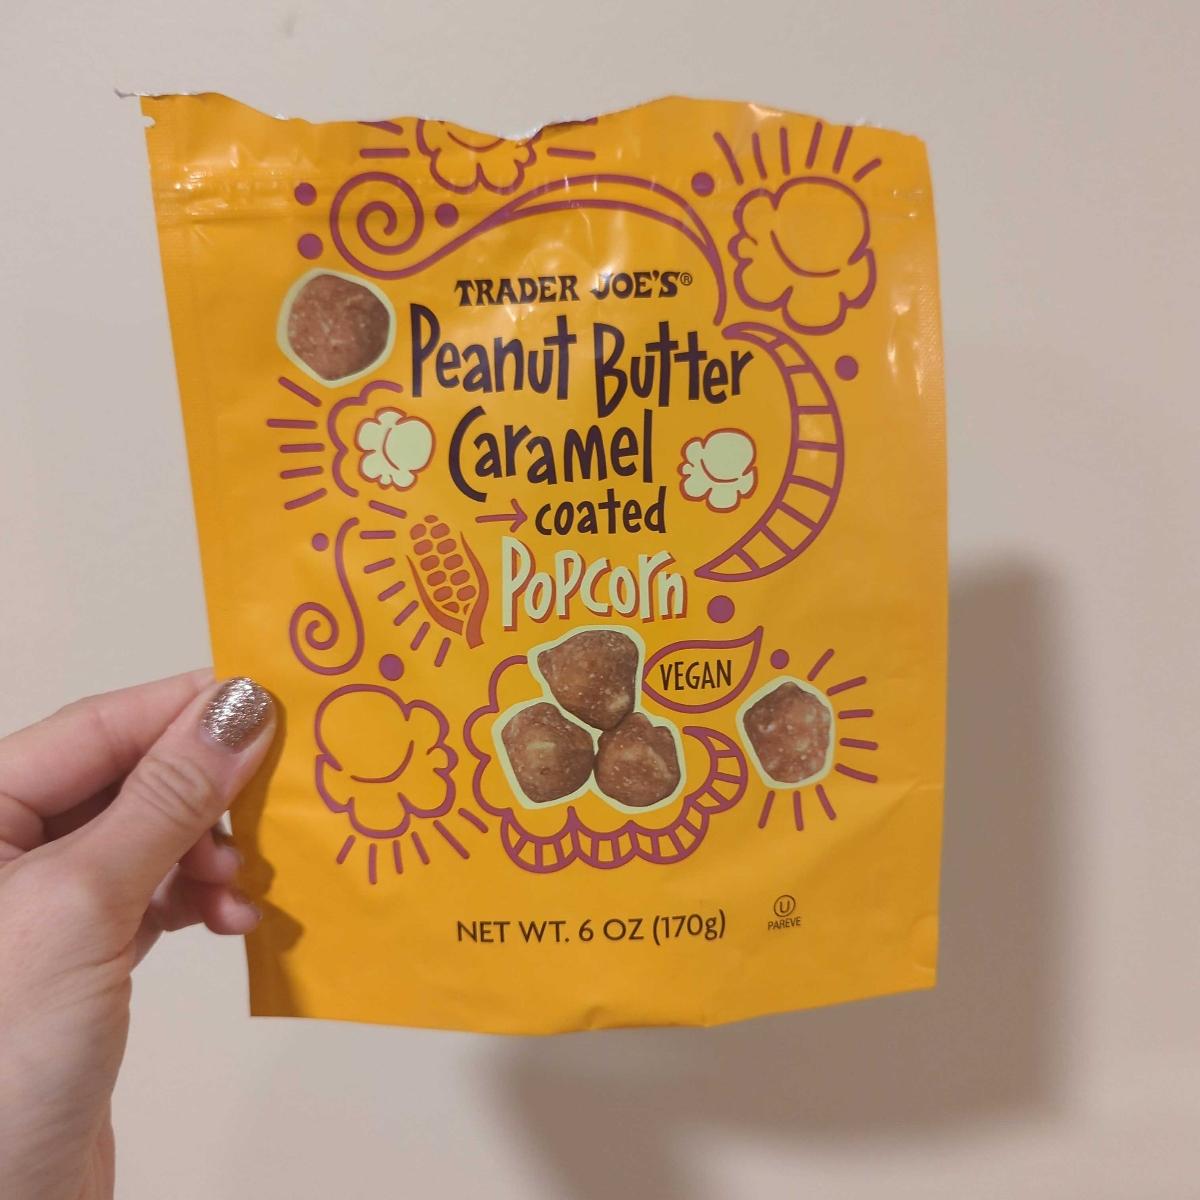 TRADER JOE'S®
Peanut Butter
Caramel
coated
Popcorn
VEGAN
NET WT. 6 OZ (170g)
U
PAREVE